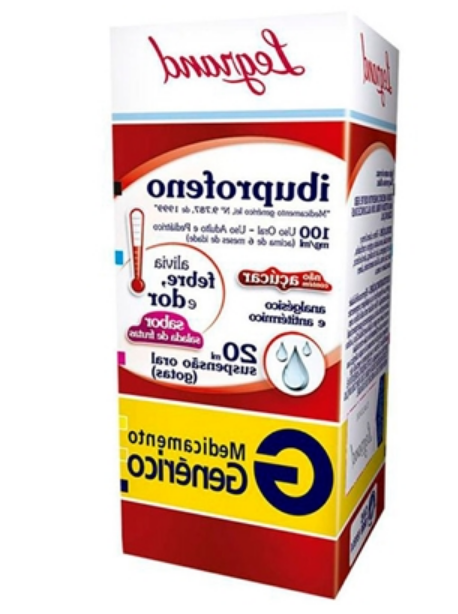 Legrand
Legrand
ibuprofeno
"Medicamento genérico lei, Nº 9.787, de 1999"
100 Uso Oral - Uso Adulto e Pediátrico
mg/ml (acima de 6 meses de idade)
não
contém açúcar
alivia
febre,
e dor
analgésico
e antitérmico
sabor
salada de frutas
20 ml
suspensão oral
(gotas)
G Medicamento
Genérico
Legrand